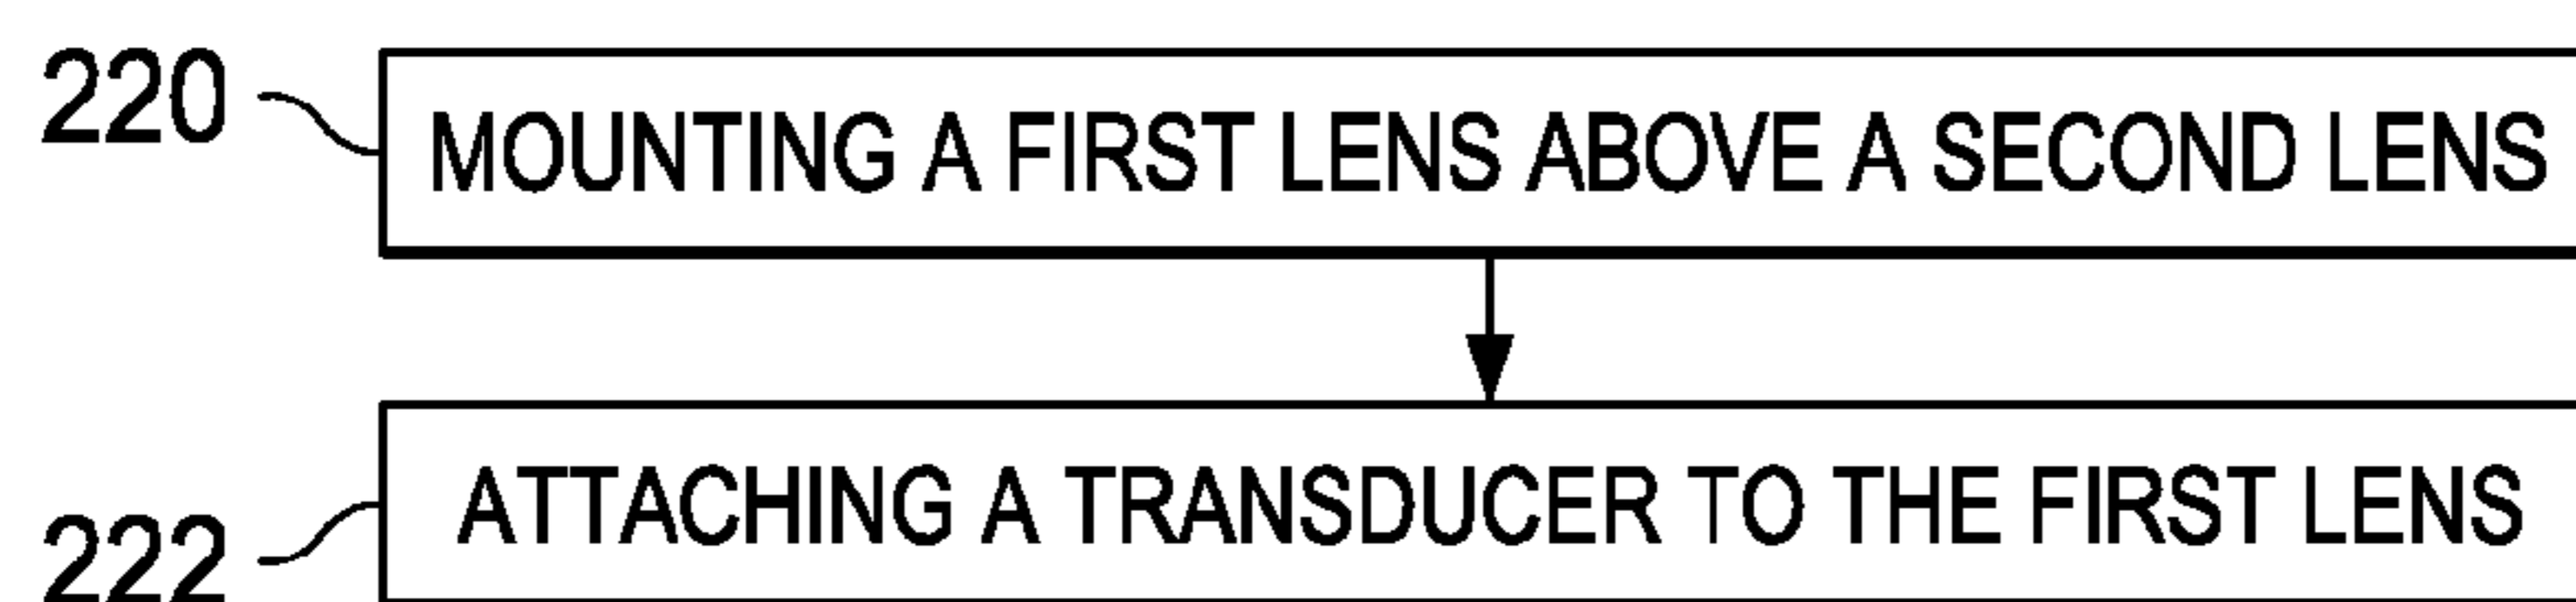 220 MOUNTING A FIRST LENS ABOVE A SECOND LENS
222 ATTACHING A TRANSDUCER TO THE FIRST LENS